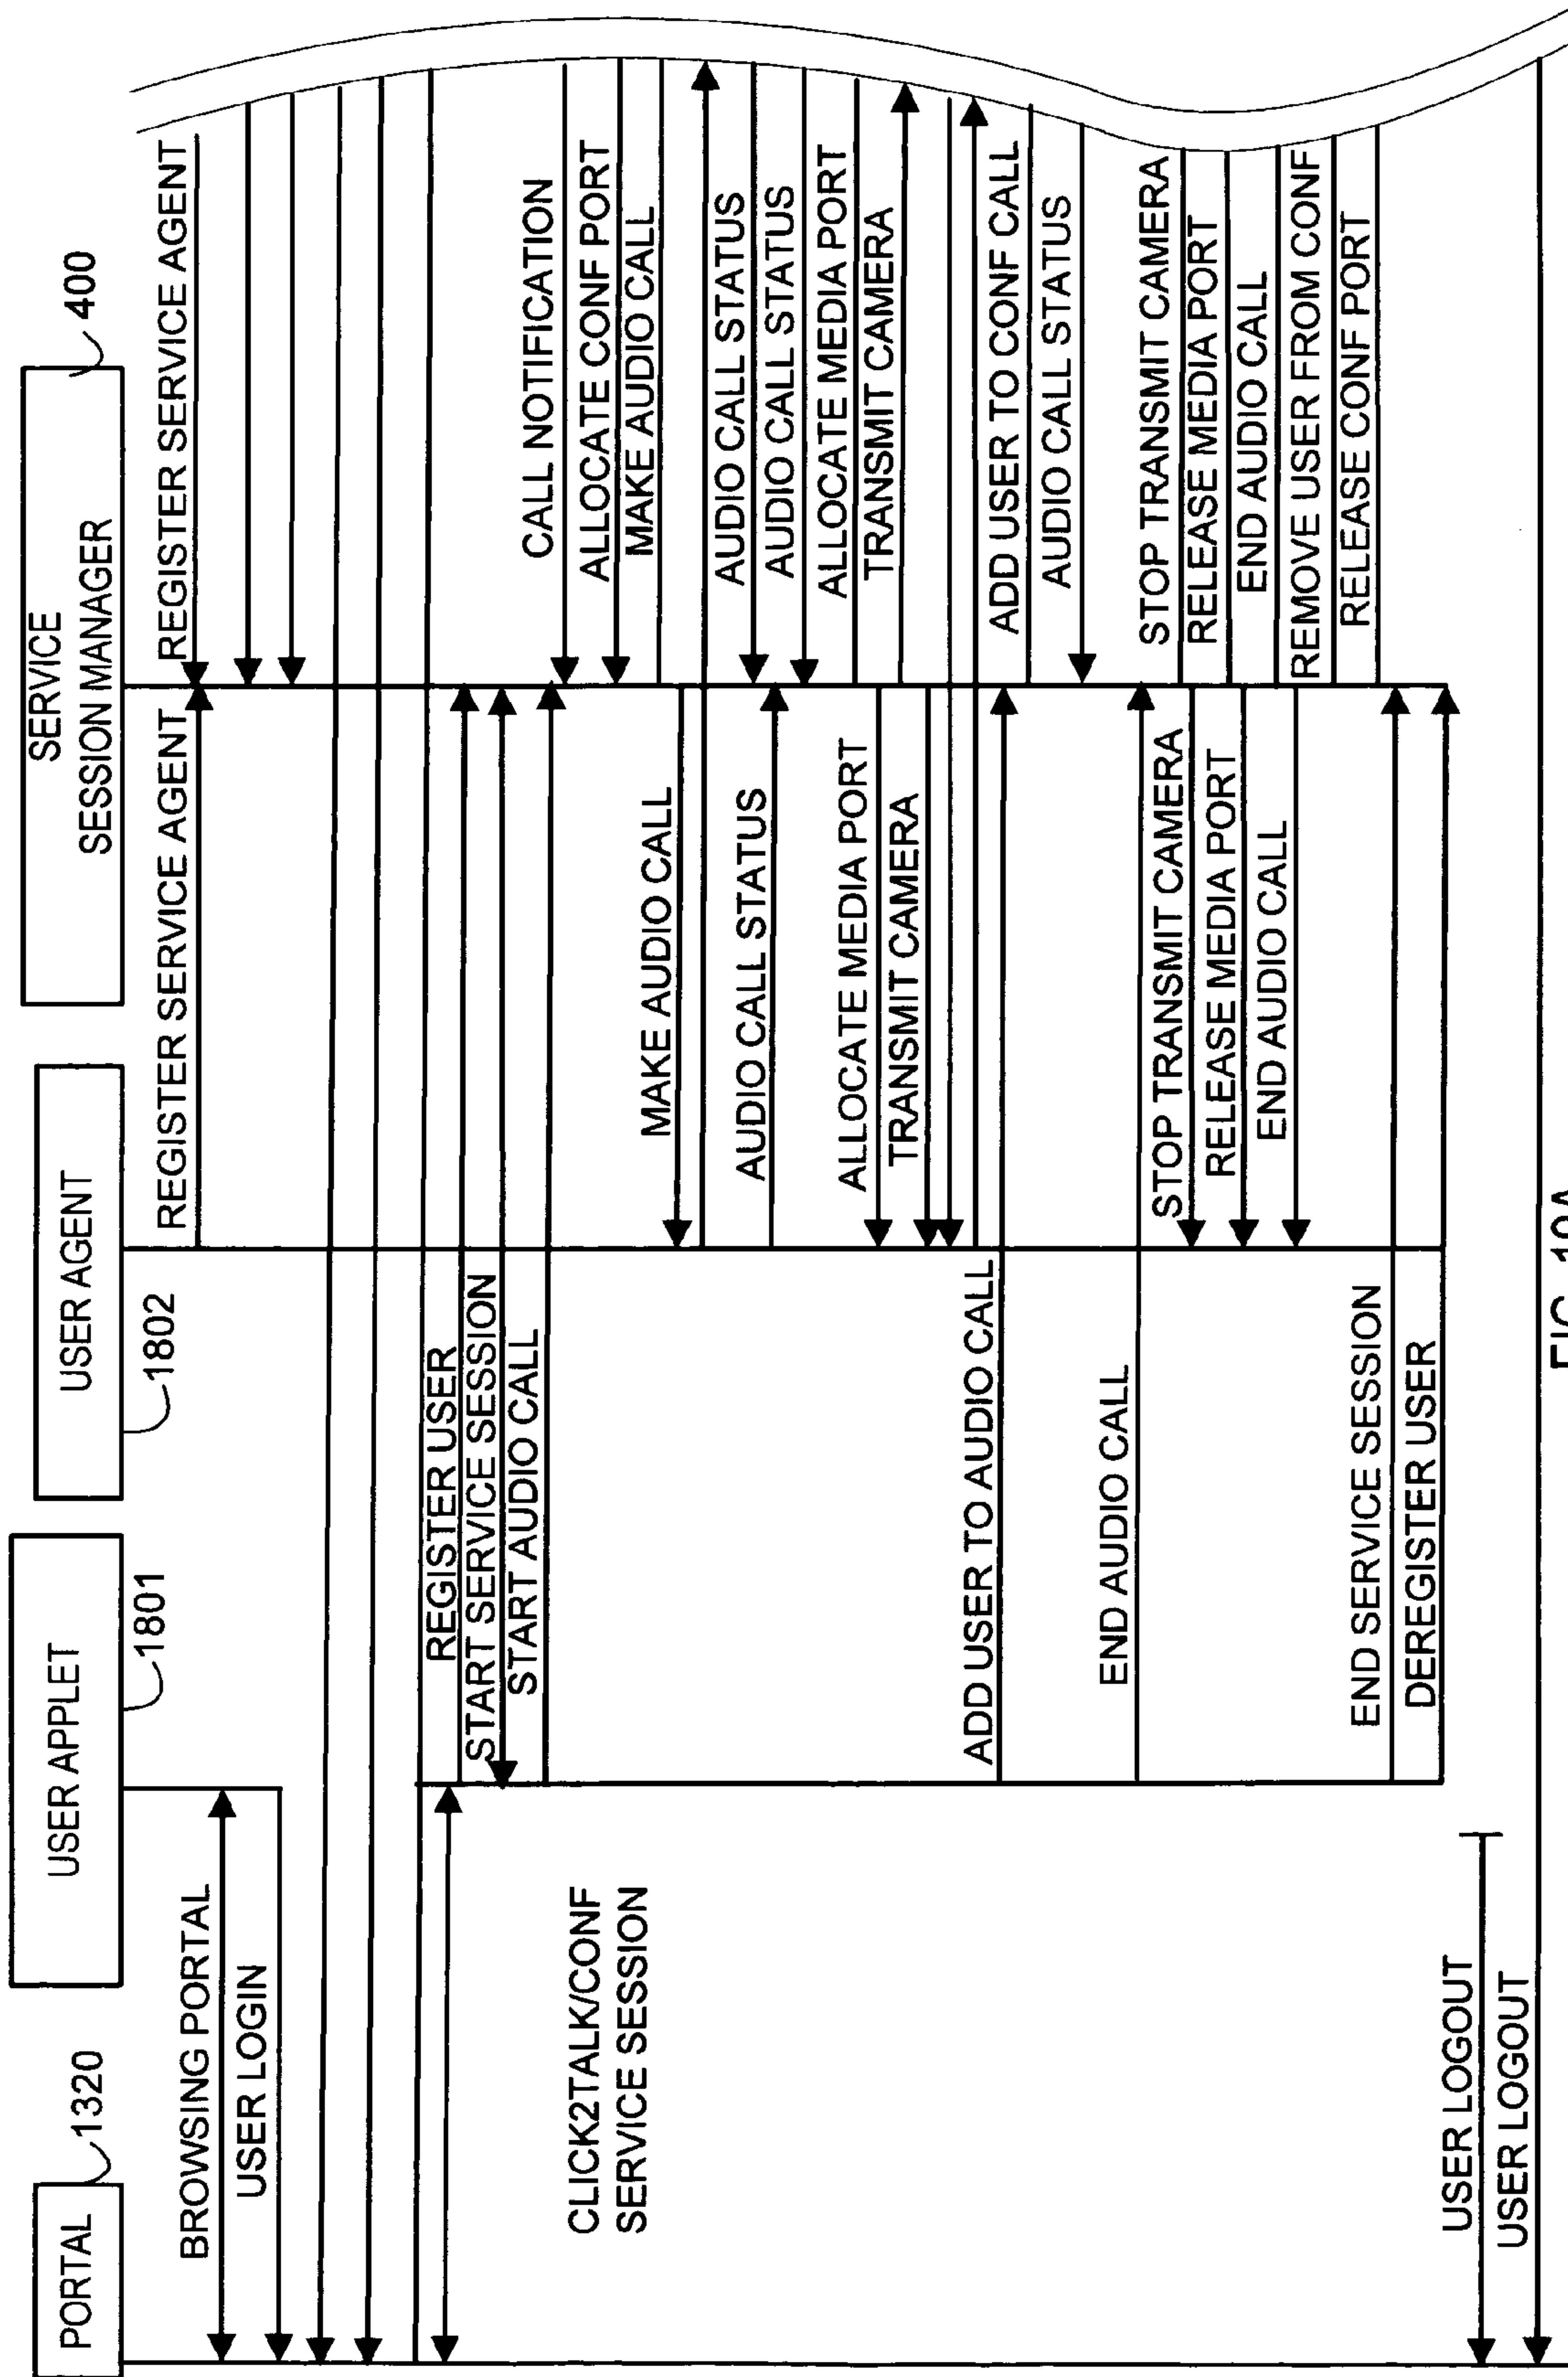 PORTAL
1320
USER APPLET
1801
USER AGENT
1802
SERVICE
SESSION MANAGER
400
BROWSING PORTAL
USER LOGIN
REGISTER SERVICE AGENT
REGISTER SERVICE AGENT
REGISTER USER
START SERVICE SESSION
START AUDIO CALL
CLICK2TALK/CONF
SERVICE SESSION
CALL NOTIFICATION
ALLOCATE CONF PORT
MAKE AUDIO CALL
MAKE AUDIO CALL
AUDIO CALL STATUS
AUDIO CALL STATUS
AUDIO CALL STATUS
ALLOCATE MEDIA PORT
ALLOCATE MEDIA PORT
TRANSMIT CAMERA
TRANSMIT CAMERA
ADD USER TO AUDIO CALL
ADD USER TO CONF CALL
AUDIO CALL STATUS
END AUDIO CALL
STOP TRANSMIT CAMERA
STOP TRANSMIT CAMERA
RELEASE MEDIA PORT
RELEASE MEDIA PORT
END AUDIO CALL
END AUDIO CALL
REMOVE USER FROM CONF
RELEASE CONF PORT
END SERVICE SESSION
DEREGISTER USER
USER LOGOUT
USER LOGOUT